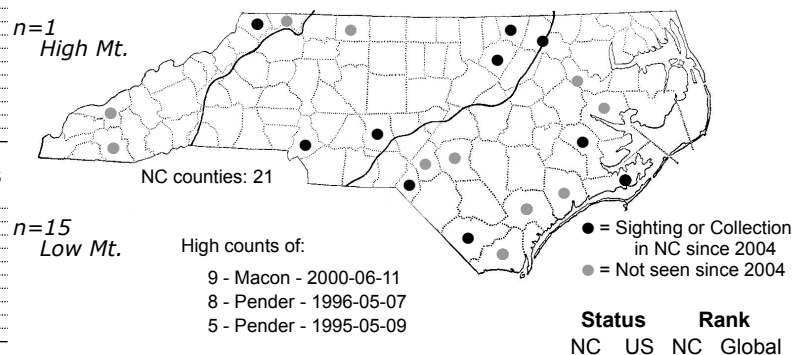 n=1
High Mt.
n=15
Low Mt.
NC counties: 21
High counts of:
9 - Macon - 2000-06-11
8 - Pender - 1996-05-07
5 - Pender - 1995-05-09
= Sighting or Collection
in NC since 2004
= Not seen since 2004
Status Rank
NC US NC Global